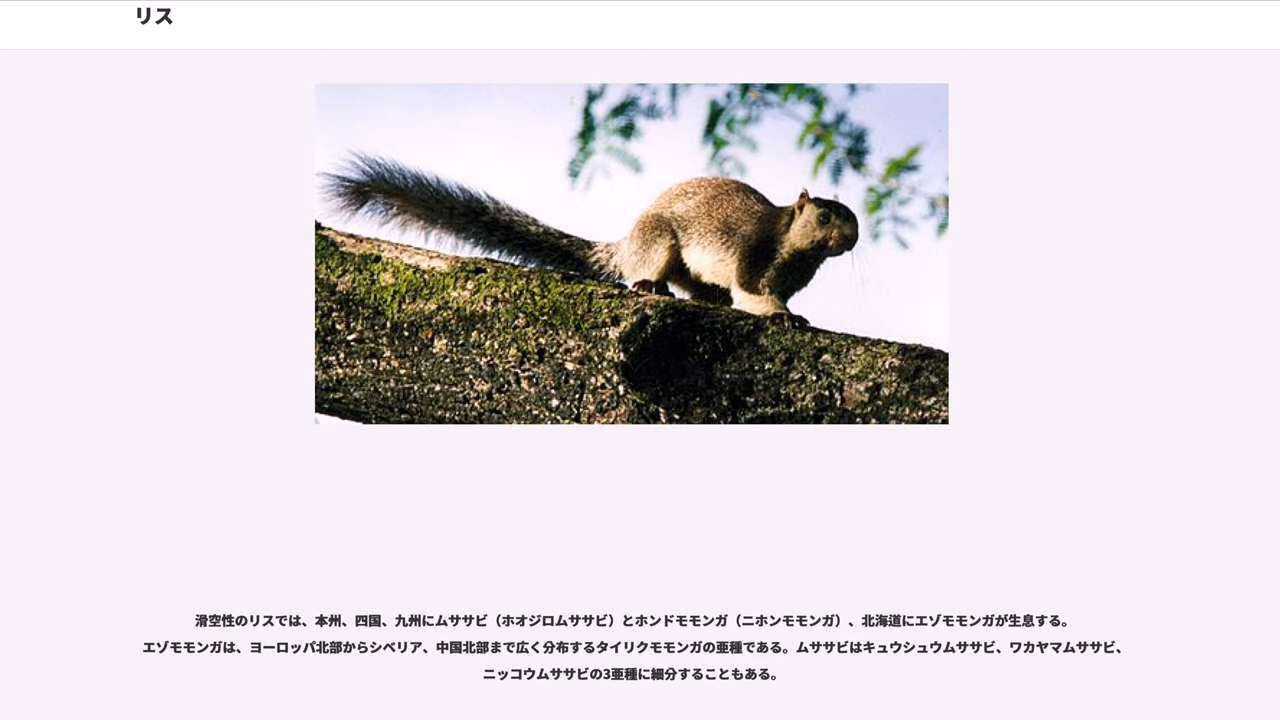 リス
滑空性のリスでは、本州、四国、九州にムササビ（ホオジロムササビ）とホンドモモンガ（ニホンモモンガ）、北海道にエゾモモンガが生息する。
エゾモモンガは、ヨーロッパ北部からシベリア、中国北部まで広く分布するタイリクモモンガの亜種である。ムササビはキュウシュウムササビ、ワカヤマムササビ、
ニッコウムササビの3亜種に細分することもある。